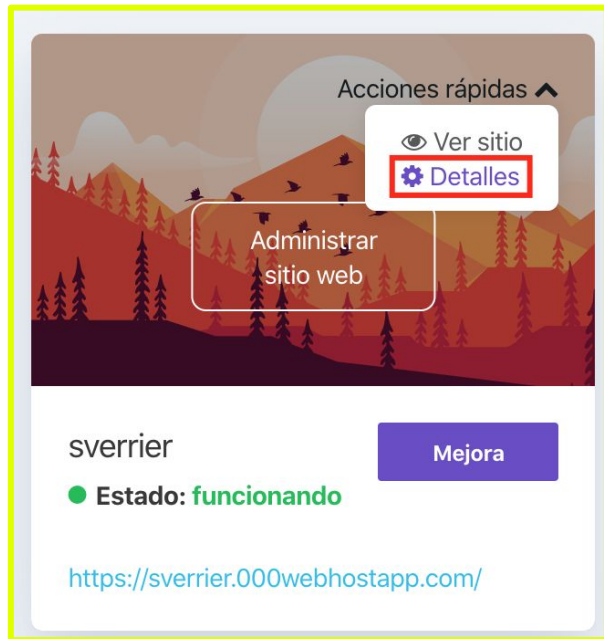 Acciones rápidas
Ver sitio
Detalles
Administrar
sitio web
sverrier
Mejora
Estado: funcionando
https://sverrier.000webhostapp.com/